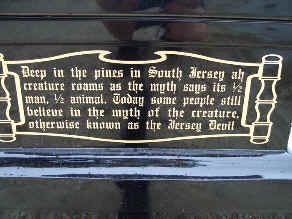 Deep in the pines in South Jersey ah
creature roams as the myth says its ½
man, ½ animal. Today some people still
believe in the myth of the creature,
otherwise known as the Jersey Devil